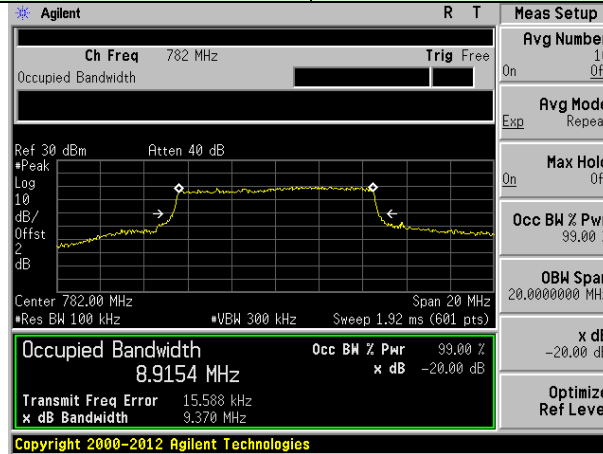 Agilent R T Meas Setup
Ch Freq 782 MHz Trig Free
Occupied Bandwidth
Avg Number
On
Avg Mode
Exp Repeat
Max Hold
On
Occ BW % Pwr
99.00
OBW Span
20.0000000 MHz
x dB
-20.00 dB
Optimize
Ref Level
Ref 30 dBm Atten 40 dB
#Peak
Log
10
dB/
Offst
2
dB
Center 782.00 MHz Span 20 MHz
#Res BW 100 kHz #VBW 300 kHz Sweep 1.92 ms (601 pts)
Occupied Bandwidth Occ BW % Pwr 99.00 %
8.9154 MHz x dB -20.00 dB
Transmit Freq Error 15.588 kHz
x dB Bandwidth 9.370 MHz
Copyright 2000-2012 Agilent Technologies